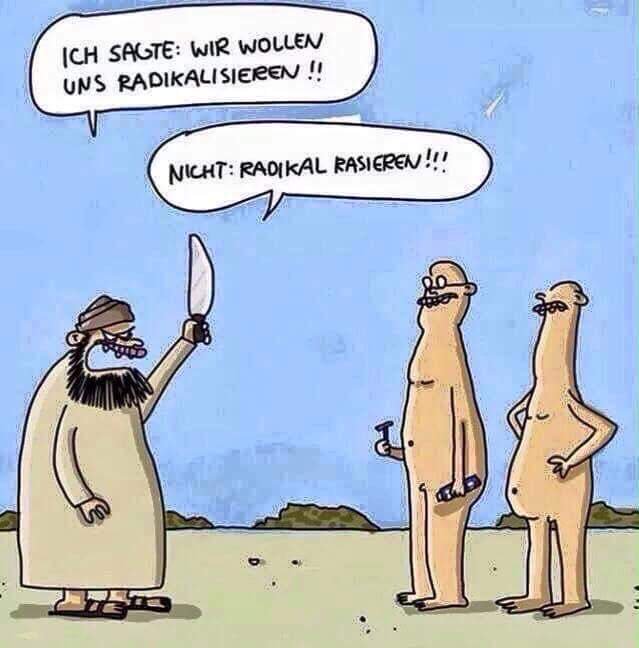 ICH SAGTE: WIR WOLLEN
UNS RADIKALISIEREN !!
NICHT: RADIKAL RASIEREN!!!